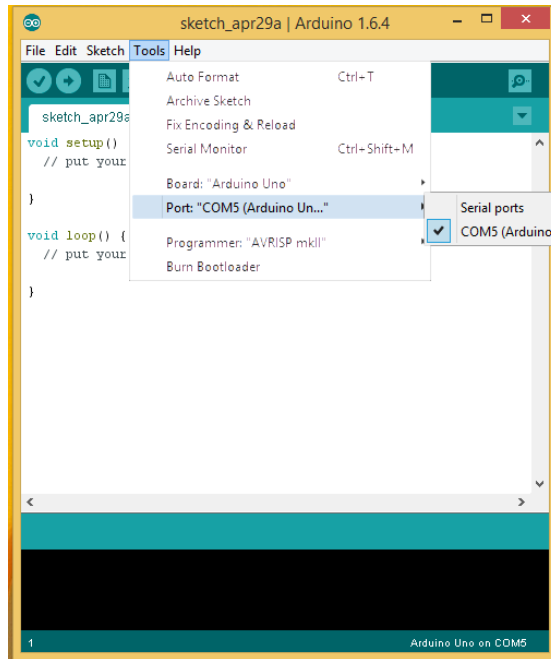 sketch_apr29a | Arduino 1.6.4
File Edit Sketch Tools Help
sketch_apr29a
Auto Format Ctrl+T
Archive Sketch
Fix Encoding & Reload
Serial Monitor Ctrl+Shift+M
Board: "Arduino Uno"
Port: "COM5 (Arduino Un..."
Serial ports
COM5 (Arduino
Programmer: "AVRISP mkII"
Burn Bootloader
void setup()
// put your
}
void loop() {
// put your
}
1 Arduino Uno on COM5